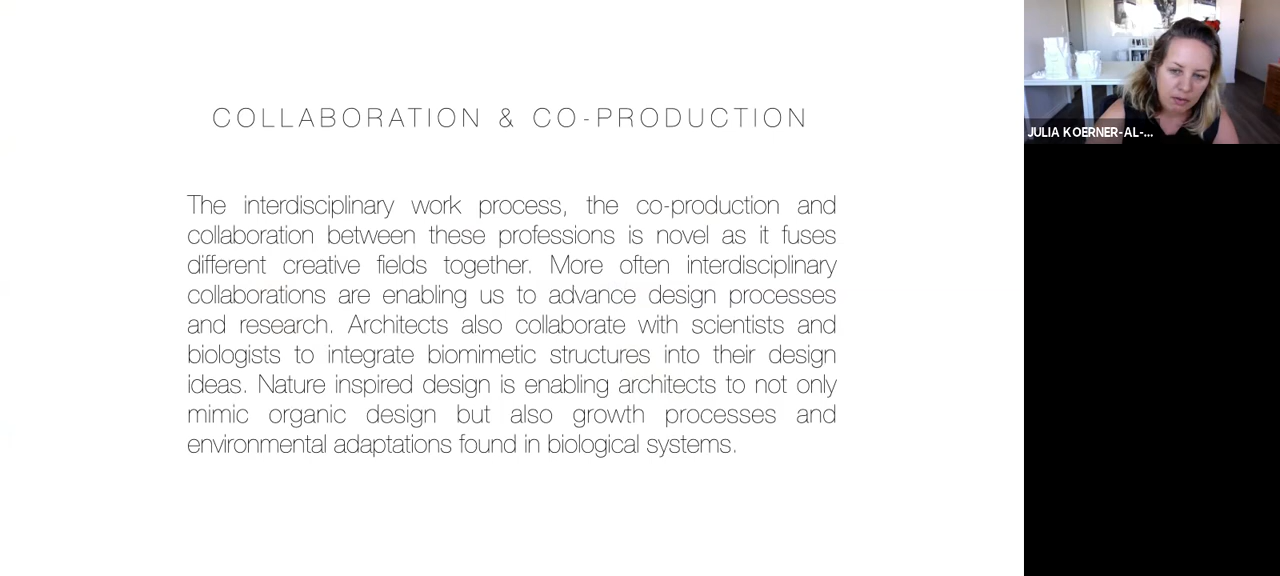 COLLABORATION & CO-PRODUCTION
The interdisciplinary work process, the co-production and
collaboration between these professions is novel as it fuses
different creative fields together. More often interdisciplinary
collaborations are enabling us to advance design processes
and research. Architects also collaborate with scientists and
biologists to integrate biomimetic structures into their design
ideas. Nature inspired design is enabling architects to not only
mimic organic design but also growth processes and
environmental adaptations found in biological systems.
JULIA KOERNER-AL-...